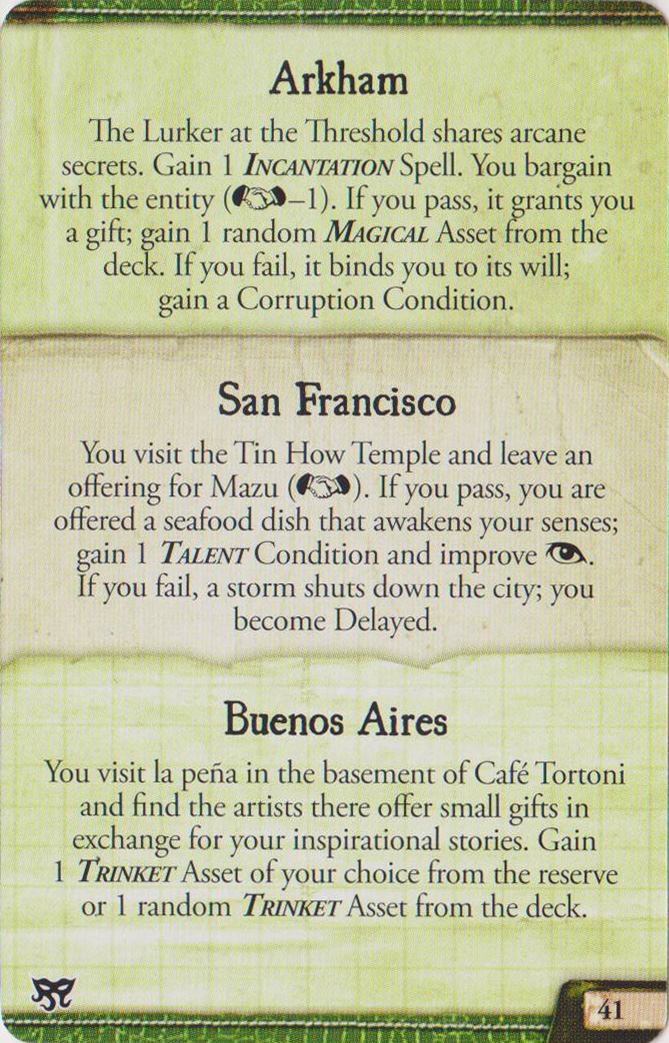 Arkham
The Lurker at the Threshold shares arcane
secrets. Gain 1 INCANTATION Spell. You bargain
with the entity (–1). If you pass, it grants you
a gift; gain 1 random MAGICAL Asset from the
deck. If you fail, it binds you to its will;
gain a Corruption Condition.
San Francisco
You visit the Tin How Temple and leave an
offering for Mazu (). If you pass, you are
offered a seafood dish that awakens your senses;
gain 1 TALENT Condition and improve .
If you fail, a storm shuts down the city; you
become Delayed.
Buenos Aires
You visit la peña in the basement of Café Tortoni
and find the artists there offer small gifts in
exchange for your inspirational stories. Gain
1 TRINKET Asset of your choice from the reserve
or 1 random TRINKET Asset from the deck.
41